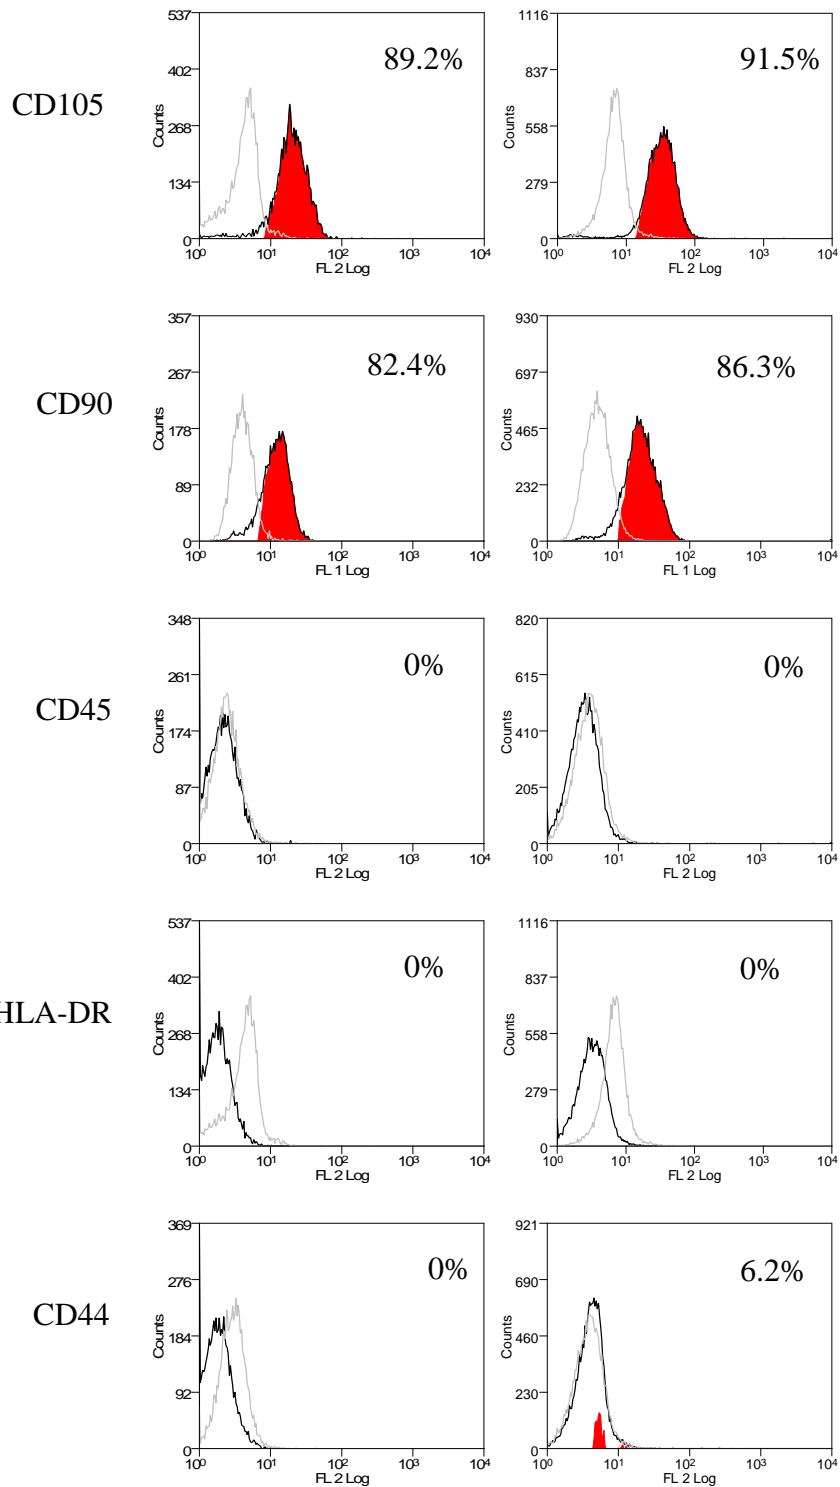 537
402
268
134
0
Counts
10⁰ 10¹ 10² 10³ 10⁴
FL 2 Log
89.2%
1116
837
558
279
0
Counts
10⁰ 10¹ 10² 10³ 10⁴
FL 2 Log
91.5%
CD105
357
267
178
89
0
Counts
10⁰ 10¹ 10² 10³ 10⁴
FL 1 Log
82.4%
930
697
465
232
0
Counts
10⁰ 10¹ 10² 10³ 10⁴
FL 1 Log
86.3%
CD90
348
261
174
87
0
Counts
10⁰ 10¹ 10² 10³ 10⁴
FL 2 Log
0%
820
615
410
205
0
Counts
10⁰ 10¹ 10² 10³ 10⁴
FL 2 Log
0%
CD45
537
402
268
134
0
Counts
10⁰ 10¹ 10² 10³ 10⁴
FL 2 Log
0%
1116
837
558
279
0
Counts
10⁰ 10¹ 10² 10³ 10⁴
FL 2 Log
0%
HLA-DR
369
276
184
92
0
Counts
10⁰ 10¹ 10² 10³ 10⁴
FL 2 Log
0%
921
690
460
230
0
Counts
10⁰ 10¹ 10² 10³ 10⁴
FL 2 Log
6.2%
CD44